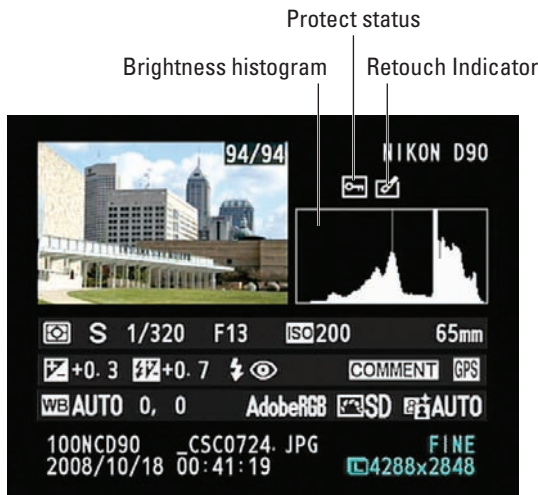 Protect status
Brightness histogram Retouch Indicator
94/94 NIKON D90
S 1/320 F13 ISO 200 65mm
+0.3 +0.7 COMMENT GPS
WB AUTO 0, 0 AdobeRGB SD AUTO
100NCD90 _CSC0724.JPG FINE
2008/10/18 00:41:19 L 4288x2848